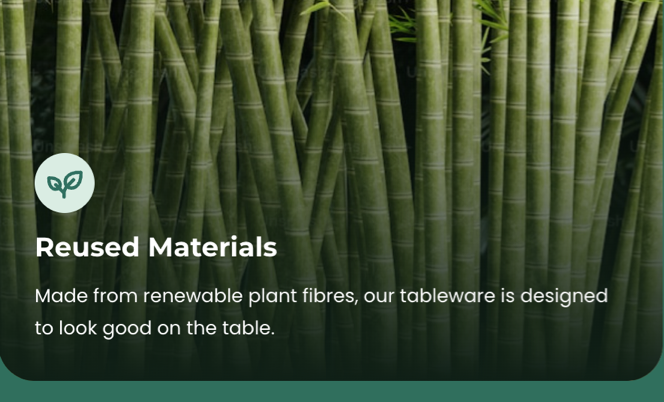 Reused Materials
Made from renewable plant fibres, our tableware is designed
to look good on the table.